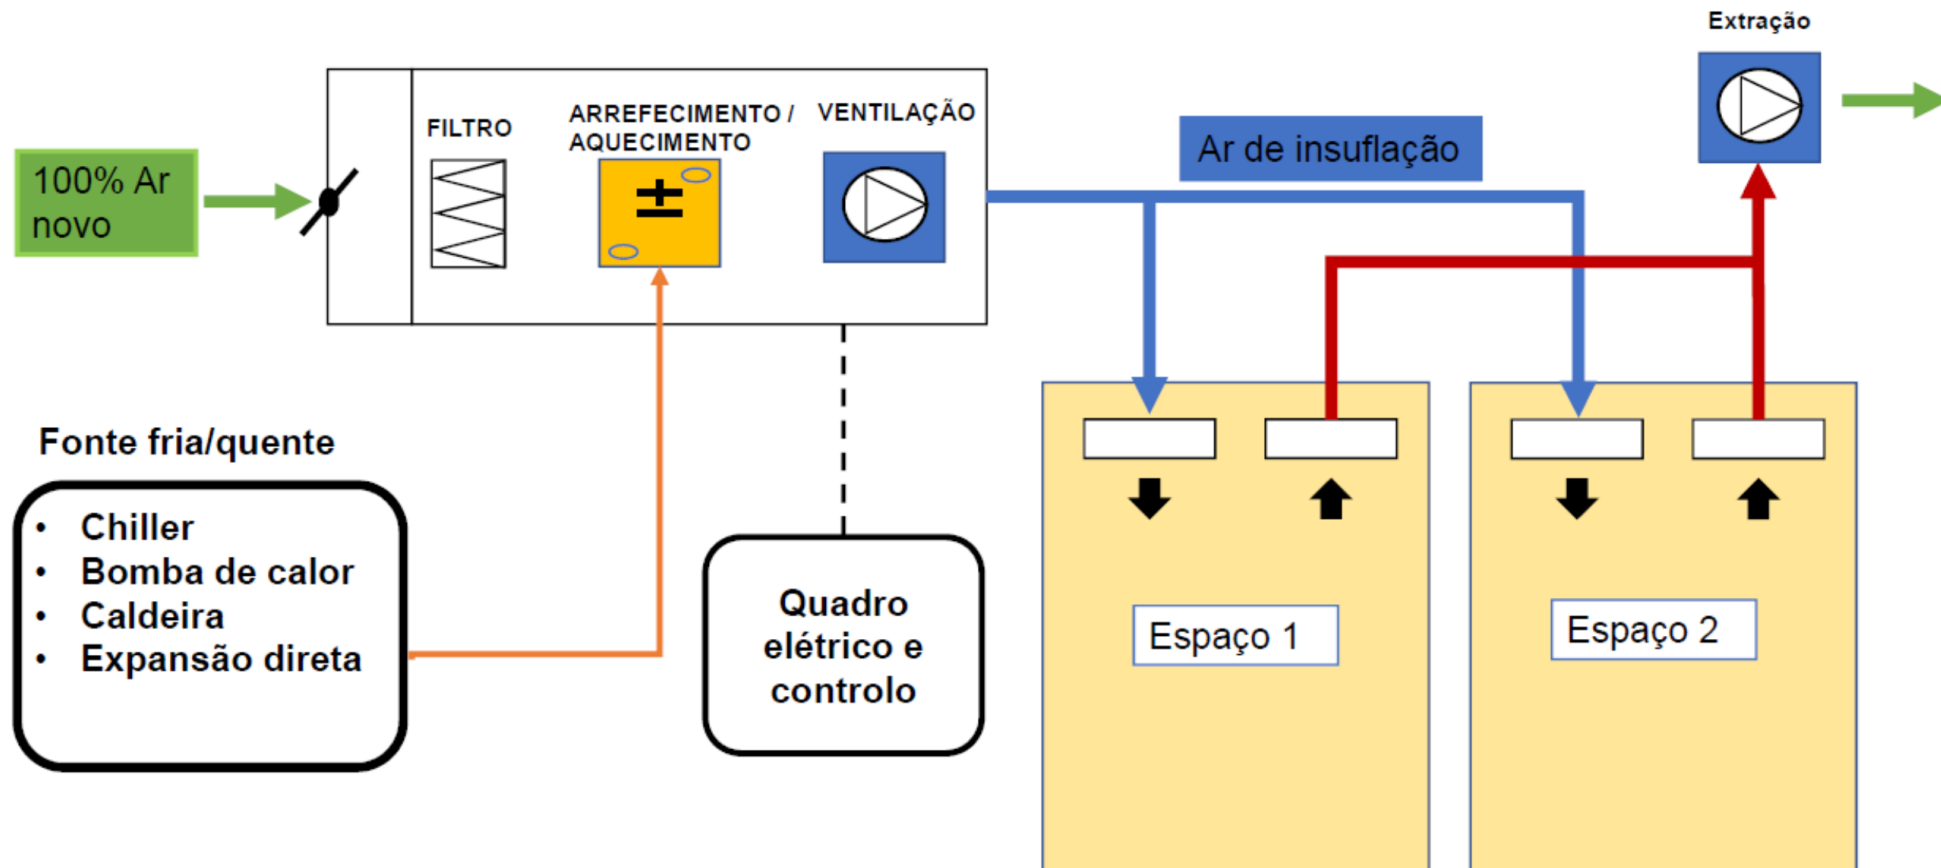 Extração
FILTRO
ARREFECIMENTO /
AQUECIMENTO
VENTILAÇÃO
100% Ar
novo
±
Ar de insuflação
Fonte fria/quente
• Chiller
• Bomba de calor
• Caldeira
• Expansão direta
Quadro
elétrico e
controlo
Espaço 1
Espaço 2